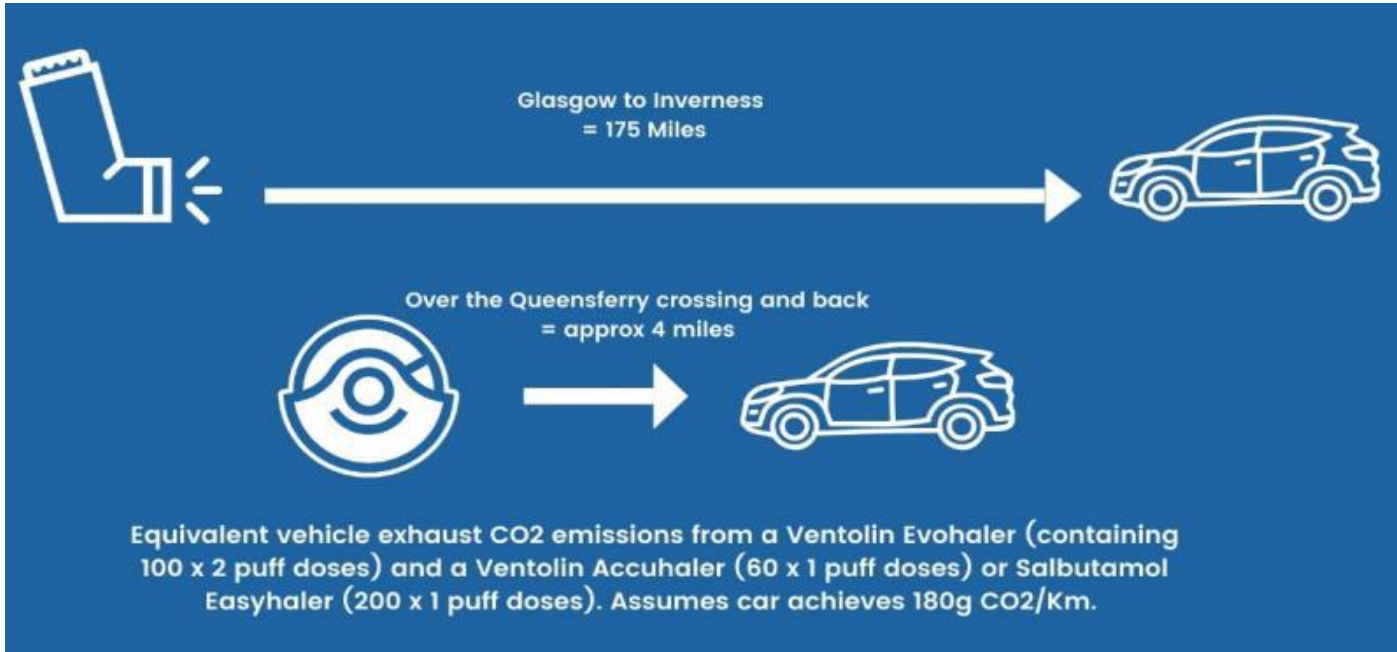 Glasgow to Inverness
= 175 Miles
Over the Queensferry crossing and back
= approx 4 miles
Equivalent vehicle exhaust CO2 emissions from a Ventolin Evohaler (containing
100 x 2 puff doses) and a Ventolin Accuhaler (60 x 1 puff doses) or Salbutamol
Easyhaler (200 x 1 puff doses). Assumes car achieves 180g CO2/Km.